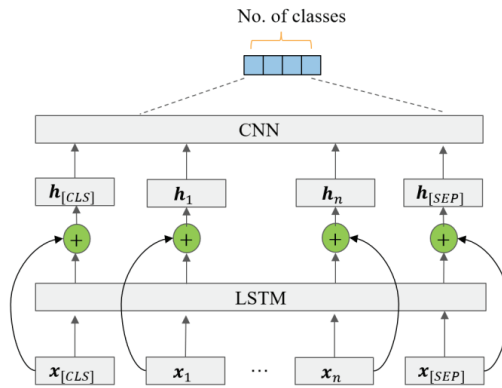 No. of classes
CNN
h[CLS] h1 hn h[SEP]
+ + + +
LSTM
x[CLS] x1 ... xn x[SEP]